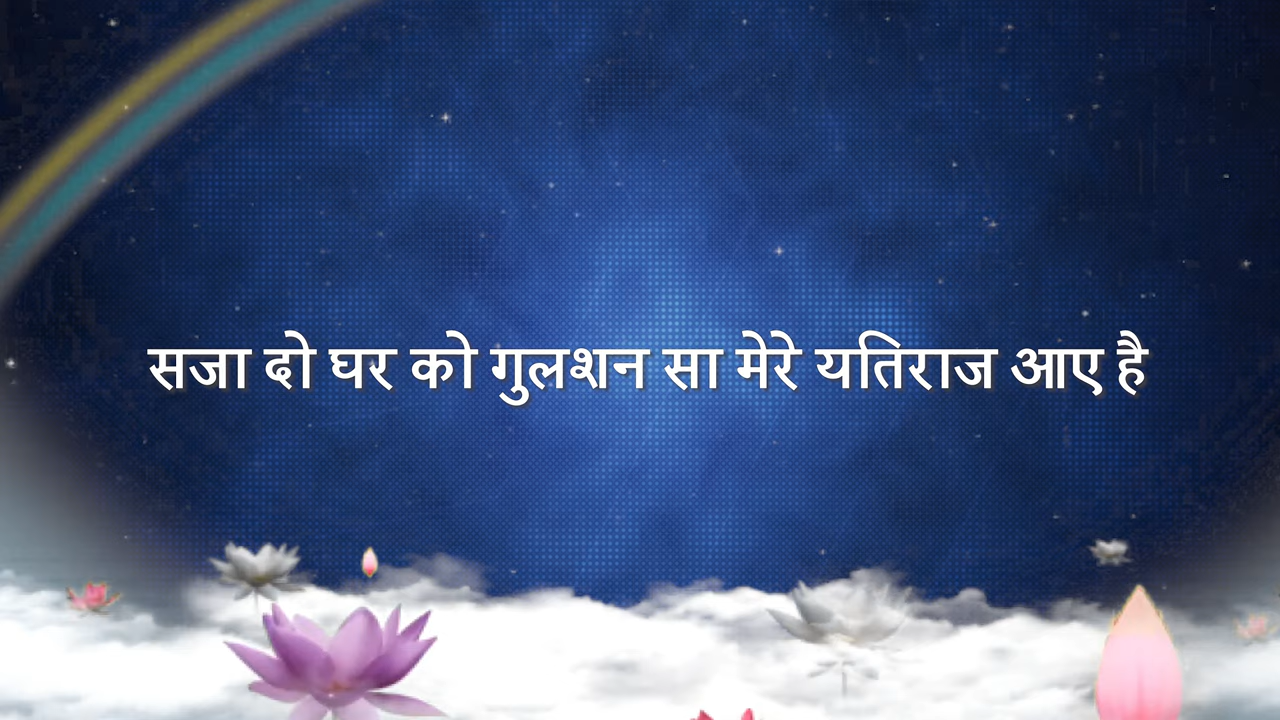 सजा दो घर को गुलशन सा मेरे यतिराज आए है